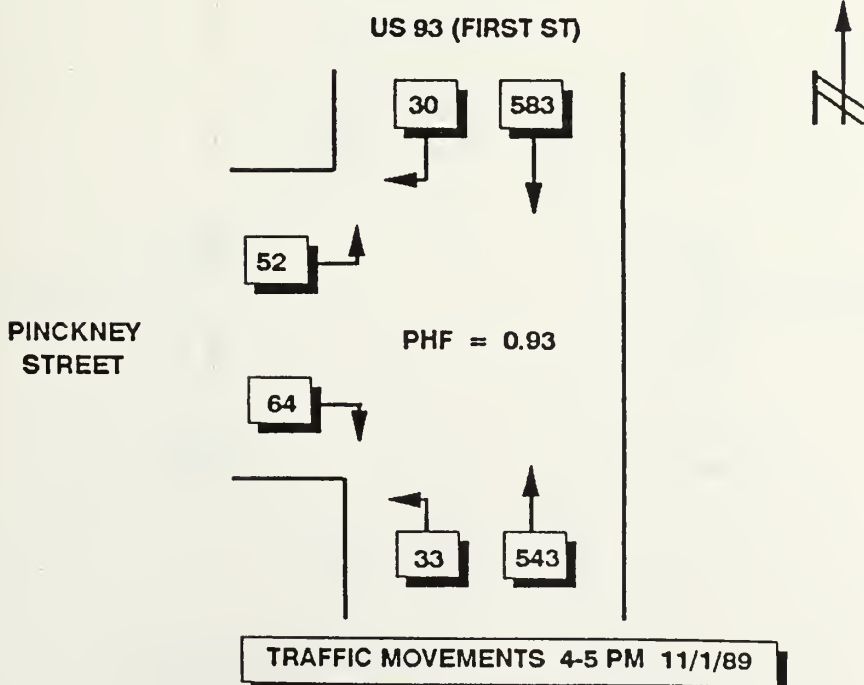 US 93 (FIRST ST)
30
583
52
PINCKNEY
STREET
PHF = 0.93
64
33
543
TRAFFIC MOVEMENTS 4-5 PM 11/1/89